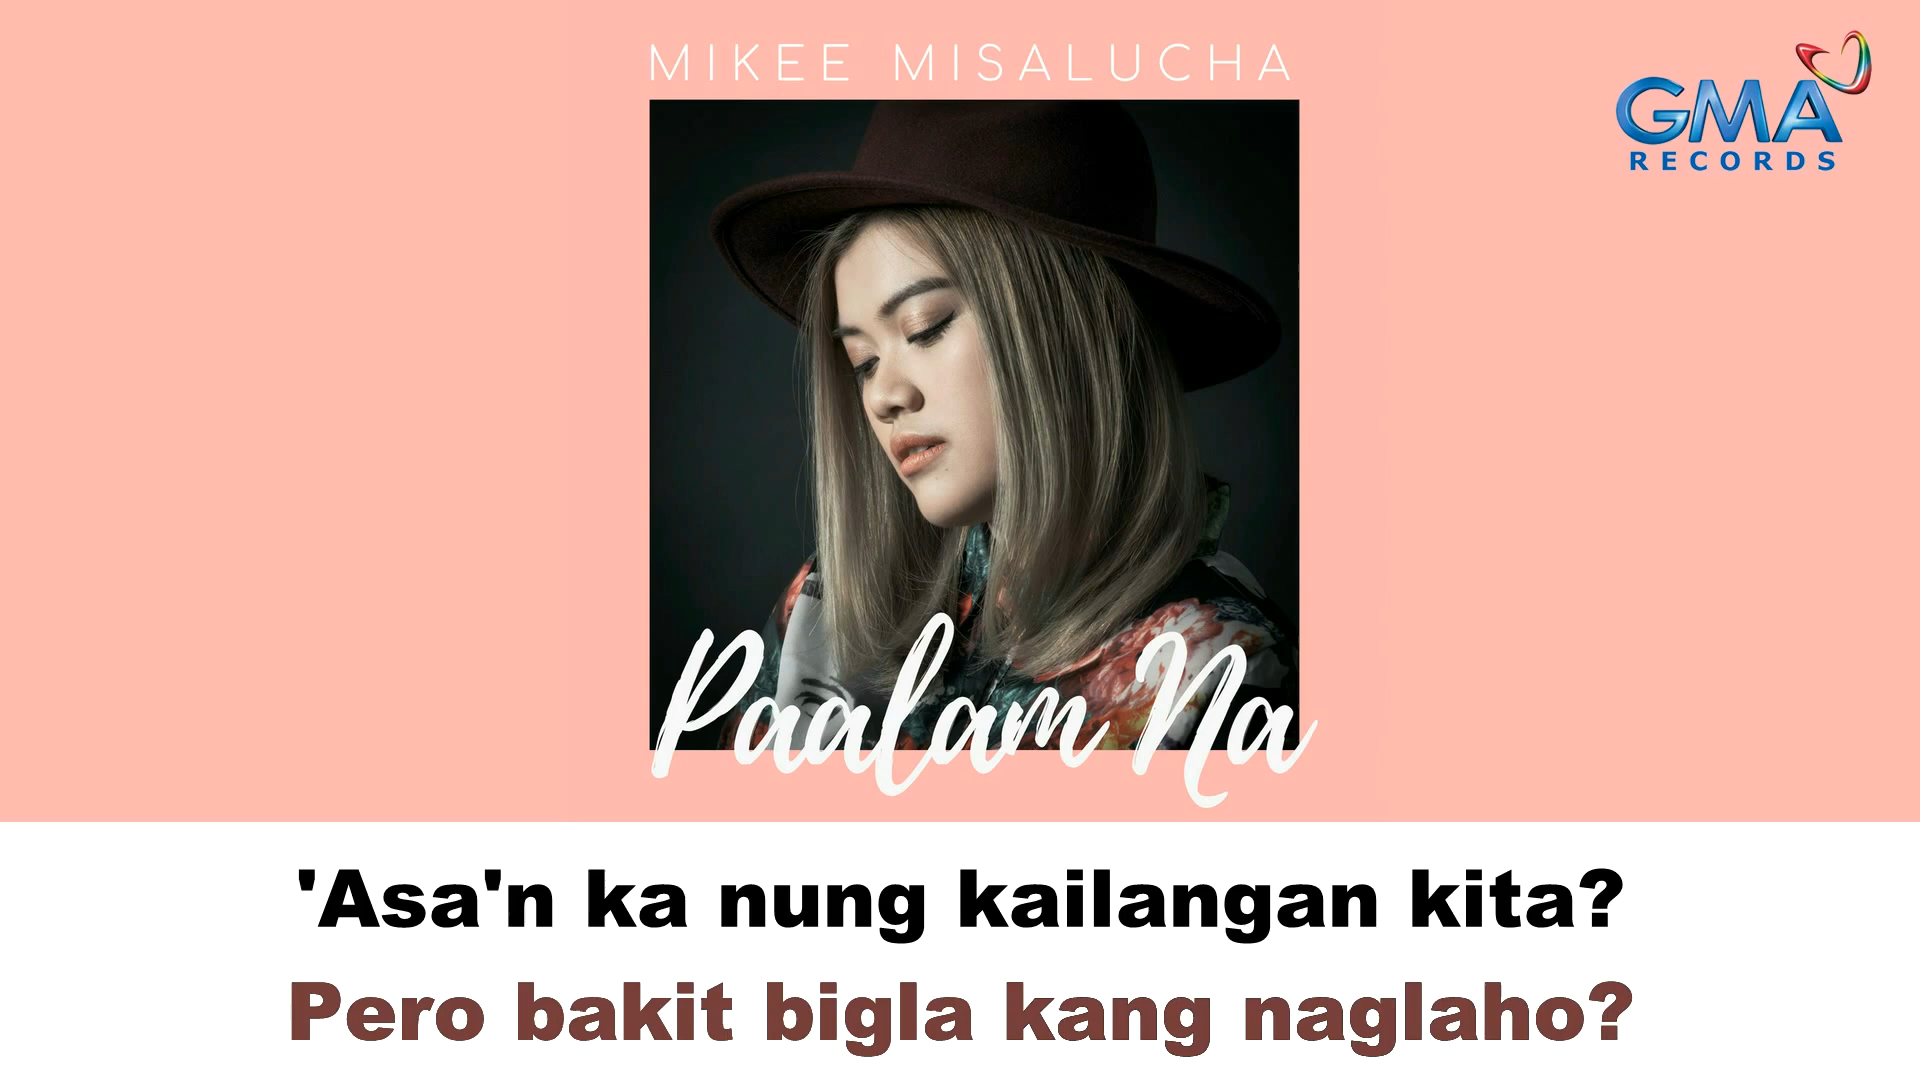 MIKEE MISALUCHA
GMA
RECORDS
Paalam Na
'Asa'n ka nung kailangan kita?
Pero bakit bigla kang naglaho?